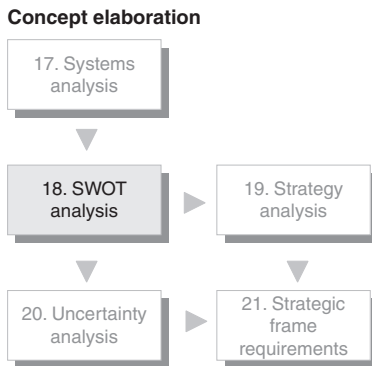 Concept elaboration
17. Systems
analysis
18. SWOT
analysis
19. Strategy
analysis
20. Uncertainty
analysis
21. Strategic
frame
requirements